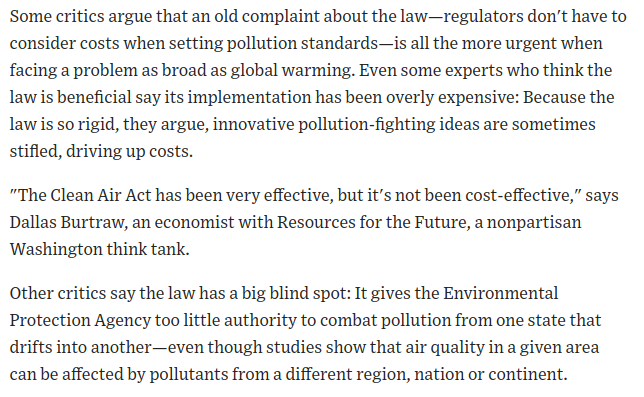 Some critics argue that an old complaint about the law—regulators don't have to
consider costs when setting pollution standards—is all the more urgent when
facing a problem as broad as global warming. Even some experts who think the
law is beneficial say its implementation has been overly expensive: Because the
law is so rigid, they argue, innovative pollution-fighting ideas are sometimes
stifled, driving up costs.
"The Clean Air Act has been very effective, but it's not been cost-effective," says
Dallas Burtraw, an economist with Resources for the Future, a nonpartisan
Washington think tank.
Other critics say the law has a big blind spot: It gives the Environmental
Protection Agency too little authority to combat pollution from one state that
drifts into another—even though studies show that air quality in a given area
can be affected by pollutants from a different region, nation or continent.